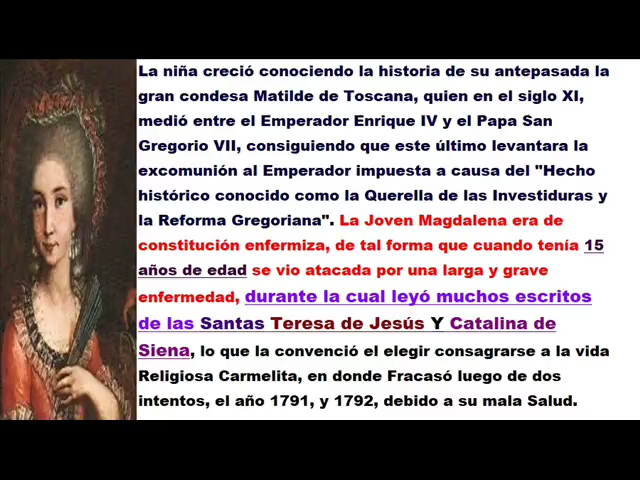 La niña creció conociendo la historia de su antepasada la
gran condesa Matilde de Toscana, quien en el siglo XI,
medió entre el Emperador Enrique IV y el Papa San
Gregorio VII, consiguiendo que este último levantara la
excomunión al Emperador impuesta a causa del "Hecho
histórico conocido como la Querella de las Investiduras y
la Reforma Gregoriana". La Joven Magdalena era de
constitución enfermiza, de tal forma que cuando tenía 15
años de edad se vio atacada por una larga y grave
enfermedad, durante la cual leyó muchos escritos
de las Santas Teresa de Jesús Y Catalina de
Siena, lo que la convenció el elegir consagrarse a la vida
Religiosa Carmelita, en donde Fracasó luego de dos
intentos, el año 1791, y 1792, debido a su mala Salud.